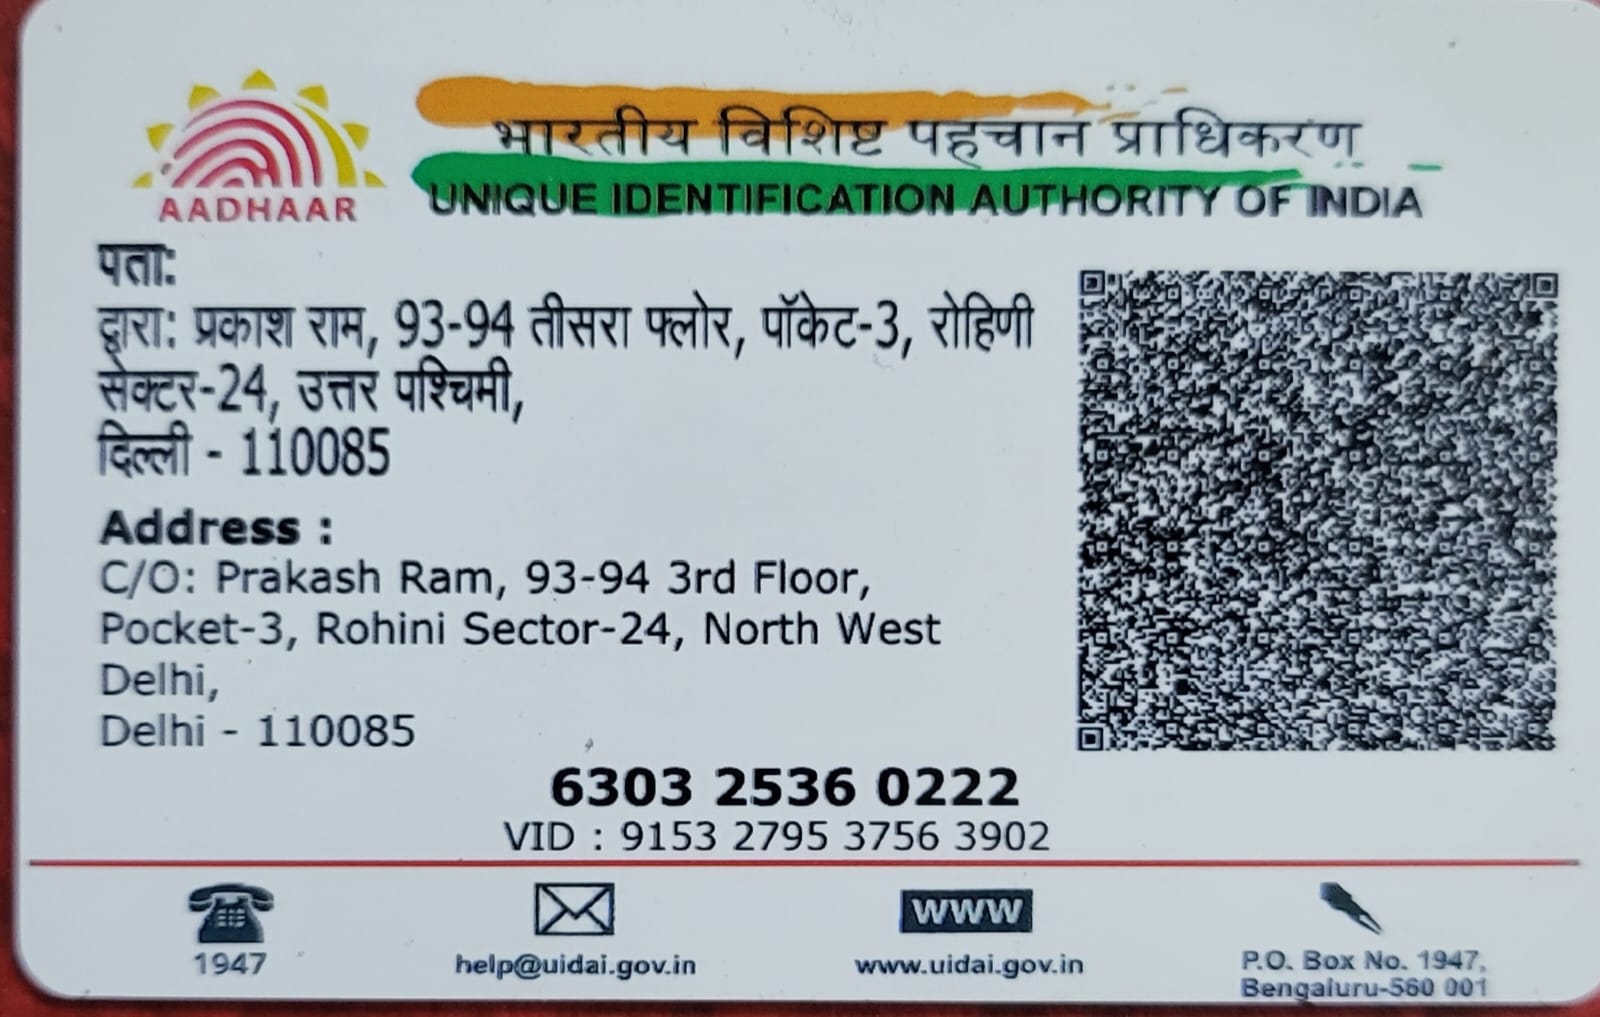 AADHAAR
भारतीय विशिष्ट पहचान प्राधिकरण
UNIQUE IDENTIFICATION AUTHORITY OF INDIA
पता:
द्वारा: प्रकाश राम, 93-94 तीसरा फ्लोर, पॉकेट-3, रोहिणी
सेक्टर-24, उत्तर पश्चिमी,
दिल्ली - 110085
Address :
C/O: Prakash Ram, 93-94 3rd Floor,
Pocket-3, Rohini Sector-24, North West
Delhi,
Delhi - 110085
6303 2536 0222
VID : 9153 2795 3756 3902
1947
help@uidai.gov.in
www
www.uidai.gov.in
P.O. Box No. 1947,
Bengaluru-560 001